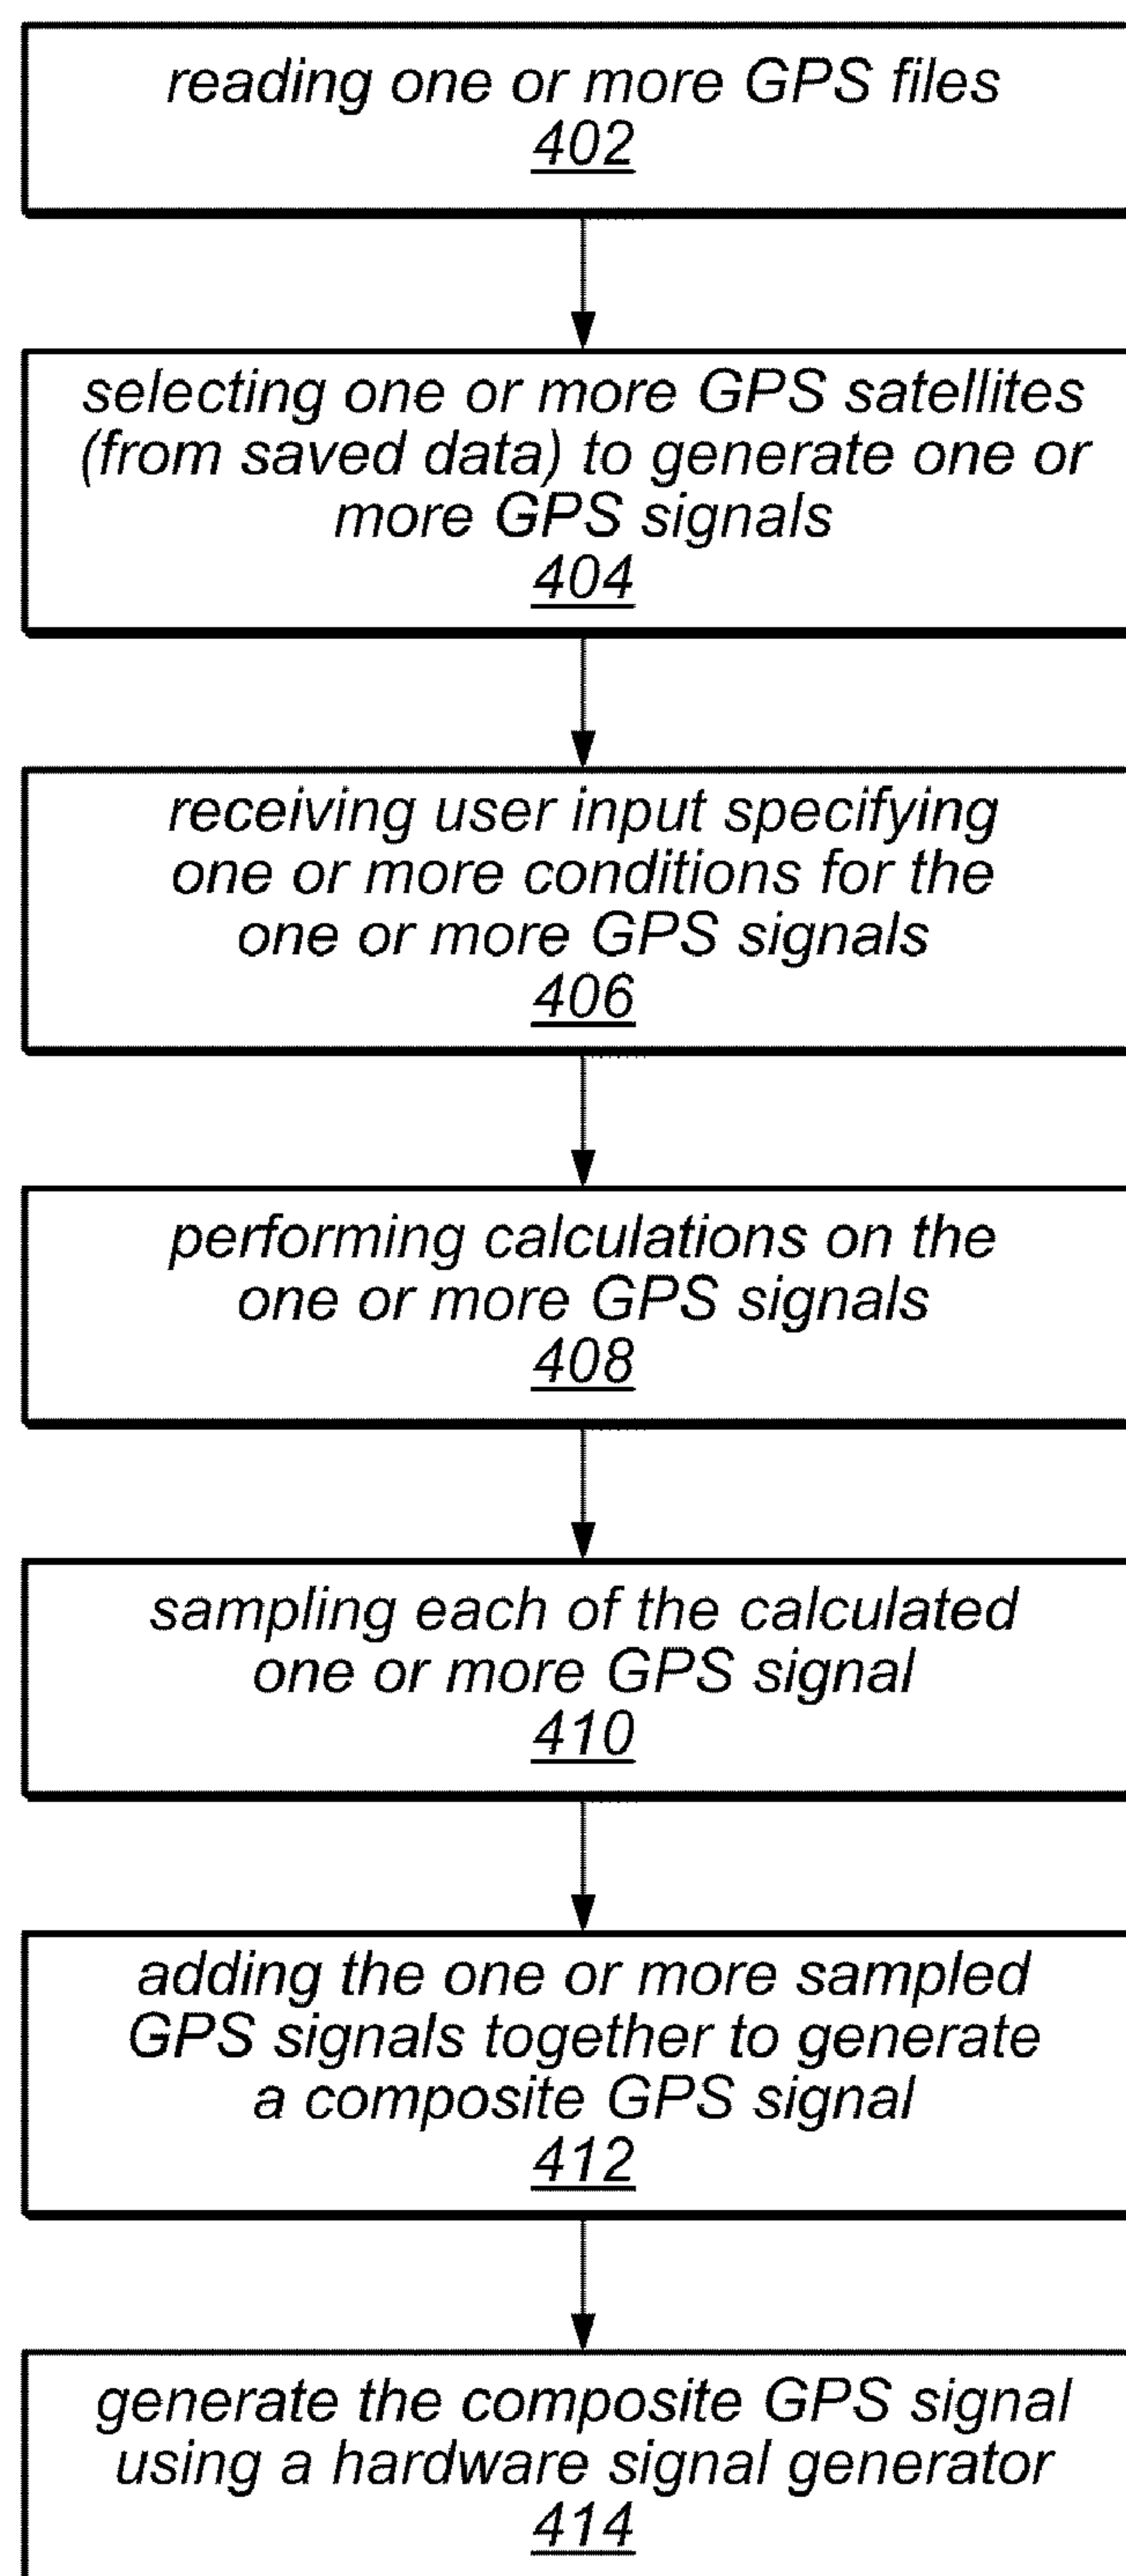 reading one or more GPS files
402
selecting one or more GPS satellites
(from saved data) to generate one or
more GPS signals
404
receiving user input specifying
one or more conditions for the
one or more GPS signals
406
performing calculations on the
one or more GPS signals
408
sampling each of the calculated
one or more GPS signal
410
adding the one or more sampled
GPS signals together to generate
a composite GPS signal
412
generate the composite GPS signal
using a hardware signal generator
414